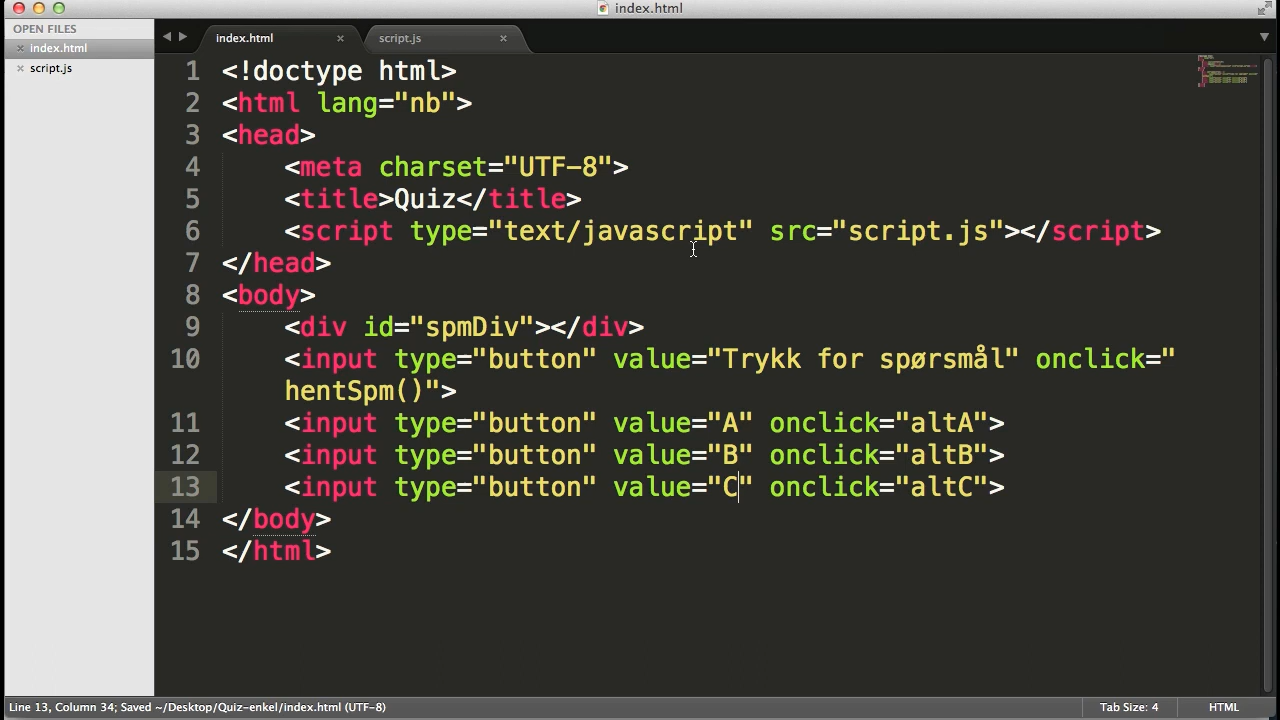 index.html
OPEN FILES
index.html
script.js
index.html
script.js
1 <!doctype html>
2 <html lang="nb">
3 <head>
4 <meta charset="UTF-8">
5 <title>Quiz</title>
6 <script type="text/javascript" src="script.js"></script>
7 </head>
8 <body>
9 <div id="spmDiv"></div>
10 <input type="button" value="Trykk for spørsmål" onclick="
hentSpm()">
11 <input type="button" value="A" onclick="altA">
12 <input type="button" value="B" onclick="altB">
13 <input type="button" value="C" onclick="altC">
14 </body>
15 </html>
Line 13, Column 34; Saved ~/Desktop/Quiz-enkel/index.html (UTF-8)
Tab Size: 4
HTML